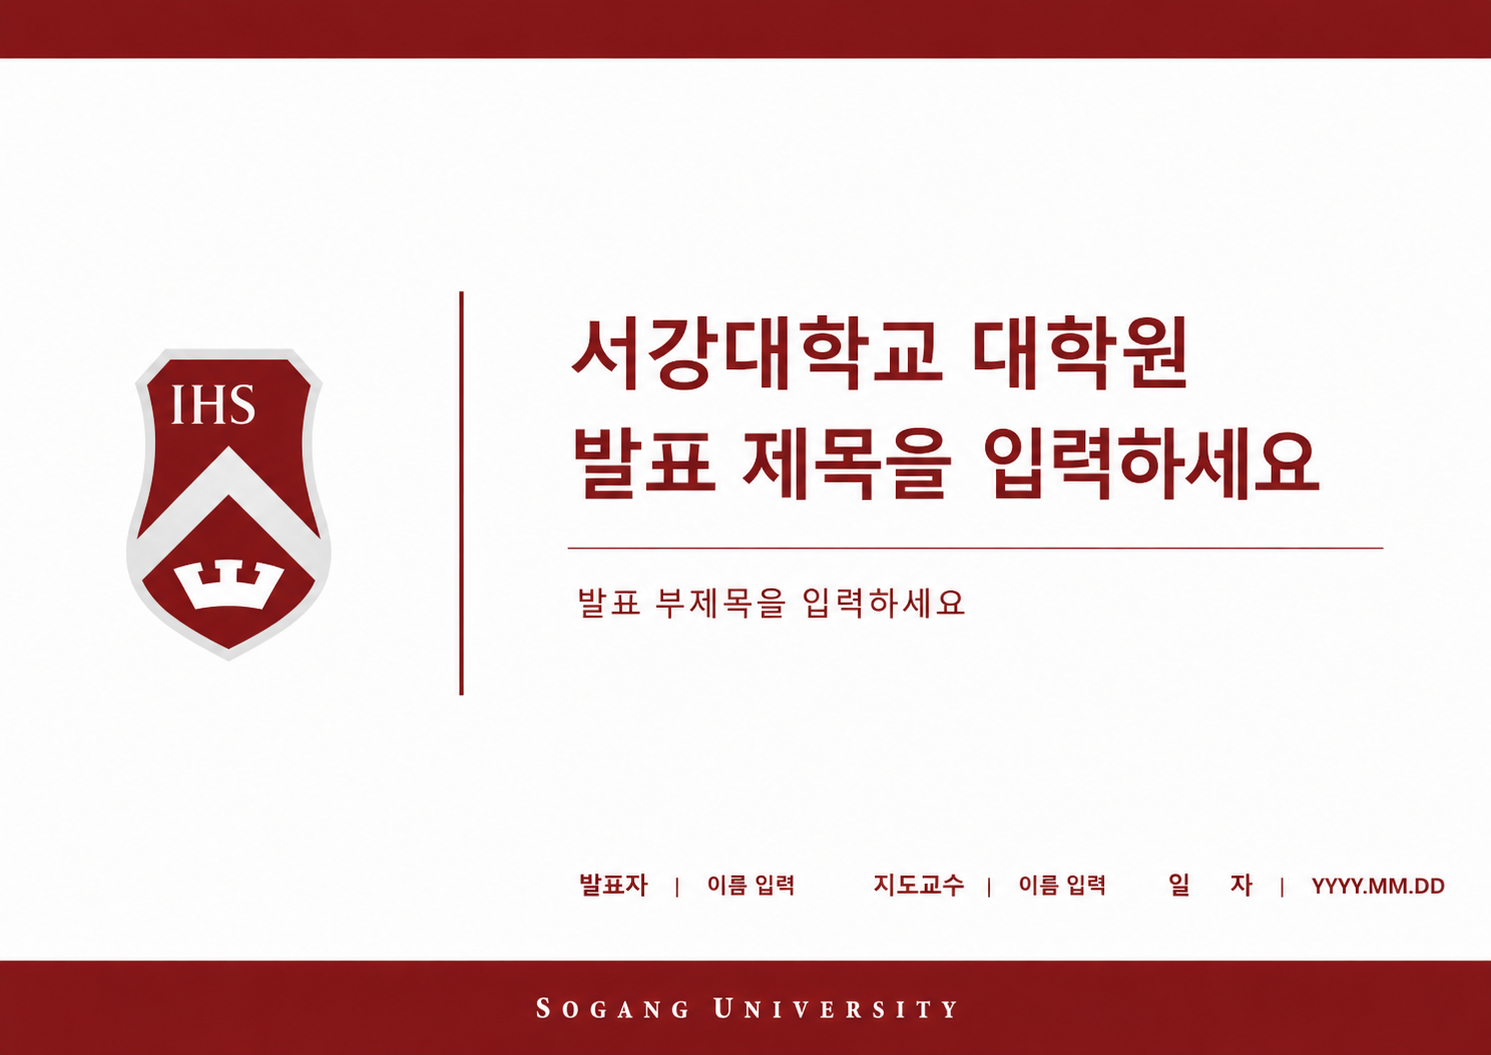 IHS
서강대학교 대학원
발표 제목을 입력하세요
발표 부제목을 입력하세요
발표자 | 이름 입력 지도교수 | 이름 입력 일 자 | YYYY.MM.DD
SOGANG UNIVERSITY